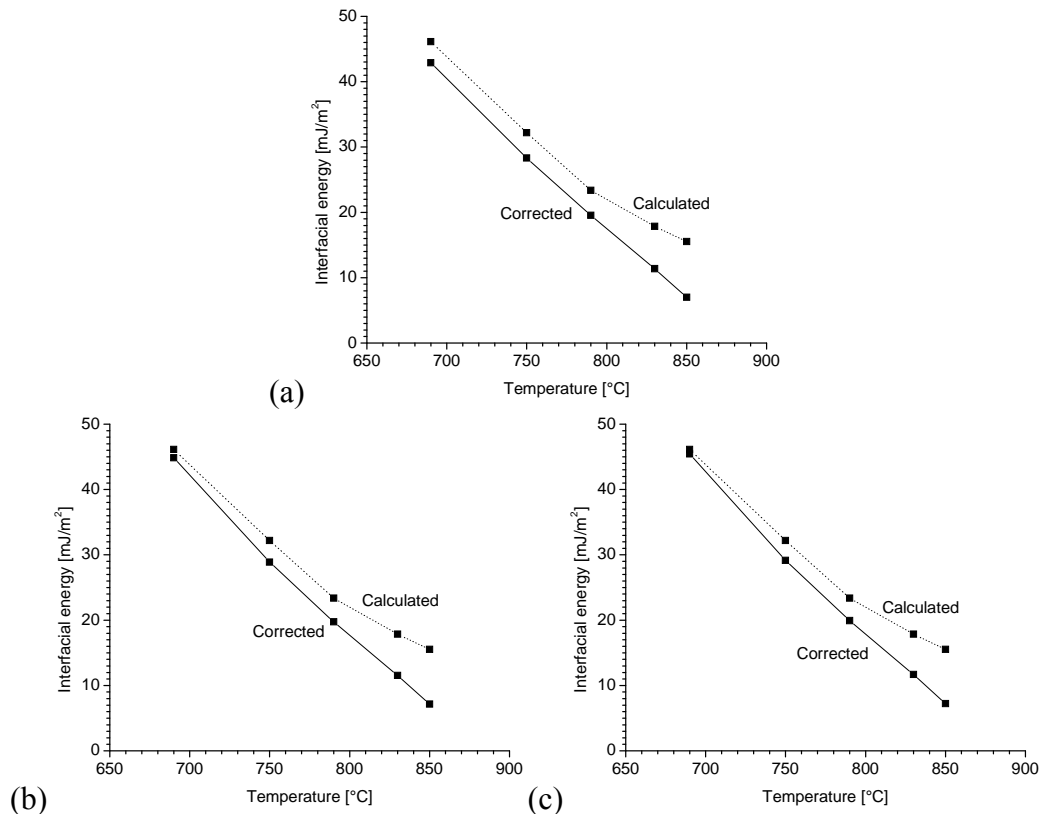 50
40
30
20
10
0
Interfacial energy [mJ/m²]
Calculated
Corrected
650 700 750 800 850 900
Temperature [°C]
(a)
50
40
30
20
10
0
Interfacial energy [mJ/m²]
Calculated
Corrected
650 700 750 800 850 900
Temperature [°C]
(b)
50
40
30
20
10
0
Interfacial energy [mJ/m²]
Calculated
Corrected
650 700 750 800 850 900
Temperature [°C]
(c)